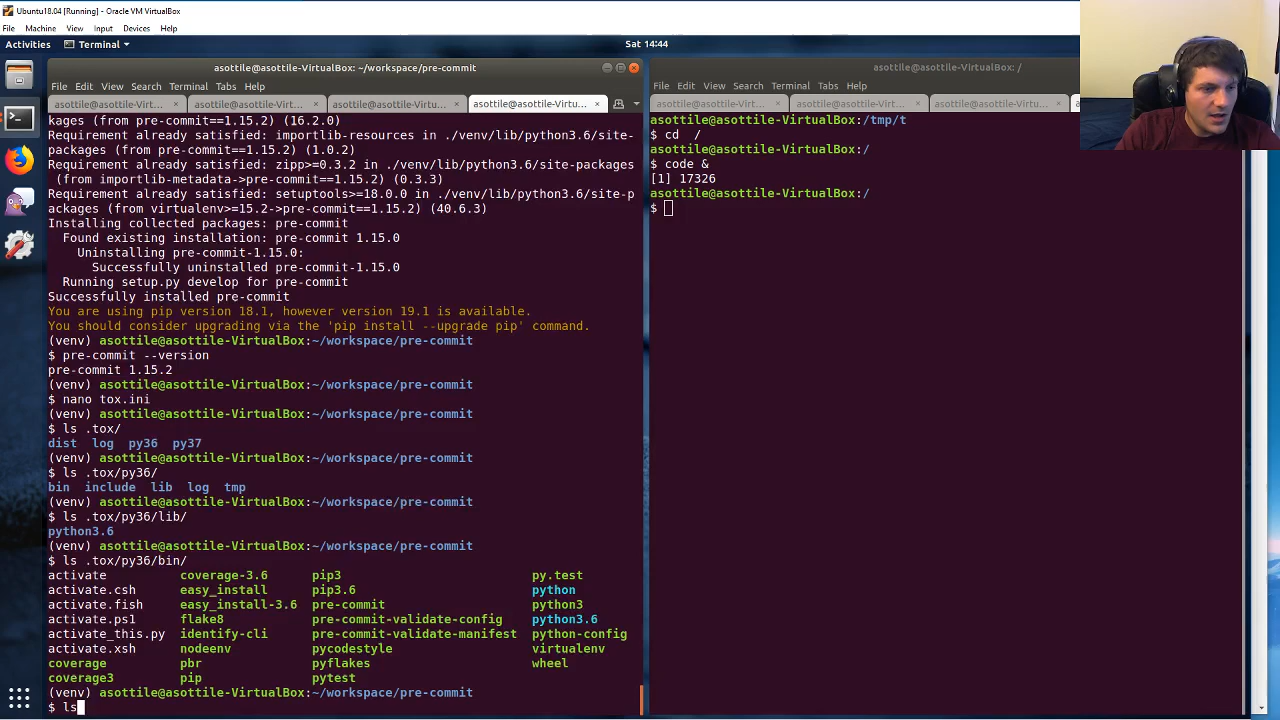 Ubuntu18.04 [Running] - Oracle VM VirtualBox
File Machine View Input Devices Help
Activities Terminal Sat 14:44
asottile@asottile-VirtualBox: ~/workspace/pre-commit
File Edit View Search Terminal Tabs Help
asottile@asottile-Virt... asottile@asottile-Virt... asottile@asottile-Virtu... asottile@asottile-Virtu...
kages (from pre-commit==1.15.2) (16.2.0)
Requirement already satisfied: importlib-resources in ./venv/lib/python3.6/site-
packages (from pre-commit==1.15.2) (1.0.2)
Requirement already satisfied: zipp>=0.3.2 in ./venv/lib/python3.6/site-packages
(from importlib-metadata->pre-commit==1.15.2) (0.3.3)
Requirement already satisfied: setuptools>=18.0.0 in ./venv/lib/python3.6/site-p
ackages (from virtualenv>=15.2->pre-commit==1.15.2) (40.6.3)
Installing collected packages: pre-commit
Found existing installation: pre-commit 1.15.0
Uninstalling pre-commit-1.15.0:
Successfully uninstalled pre-commit-1.15.0
Running setup.py develop for pre-commit
Successfully installed pre-commit
You are using pip version 18.1, however version 19.1 is available.
You should consider upgrading via the 'pip install --upgrade pip' command.
(venv) asottile@asottile-VirtualBox:~/workspace/pre-commit
$ pre-commit --version
pre-commit 1.15.2
(venv) asottile@asottile-VirtualBox:~/workspace/pre-commit
$ nano tox.ini
(venv) asottile@asottile-VirtualBox:~/workspace/pre-commit
$ ls .tox/
dist log py36 py37
(venv) asottile@asottile-VirtualBox:~/workspace/pre-commit
$ ls .tox/py36/
bin include lib log tmp
(venv) asottile@asottile-VirtualBox:~/workspace/pre-commit
$ ls .tox/py36/lib/
python3.6
(venv) asottile@asottile-VirtualBox:~/workspace/pre-commit
$ ls .tox/py36/bin/
activate coverage-3.6 pip3 py.test
activate.csh easy_install pip3.6 python
activate.fish easy_install-3.6 pre-commit python3
activate.ps1 flake8 pre-commit-validate-config python3.6
activate_this.py identify-cli pre-commit-validate-manifest python-config
activate.xsh nodeenv pycodestyle virtualenv
coverage pbr pyflakes wheel
coverage3 pip pytest
(venv) asottile@asottile-VirtualBox:~/workspace/pre-commit
$ ls
asottile@asottile-VirtualBox: /
File Edit View Search Terminal Tabs Help
asottile@asottile-Virtu... asottile@asottile-Virtu... asottile@asottile-Virtu...
asottile@asottile-VirtualBox:/tmp/t
$ cd /
asottile@asottile-VirtualBox:/
$ code &
[1] 17326
asottile@asottile-VirtualBox:/
$